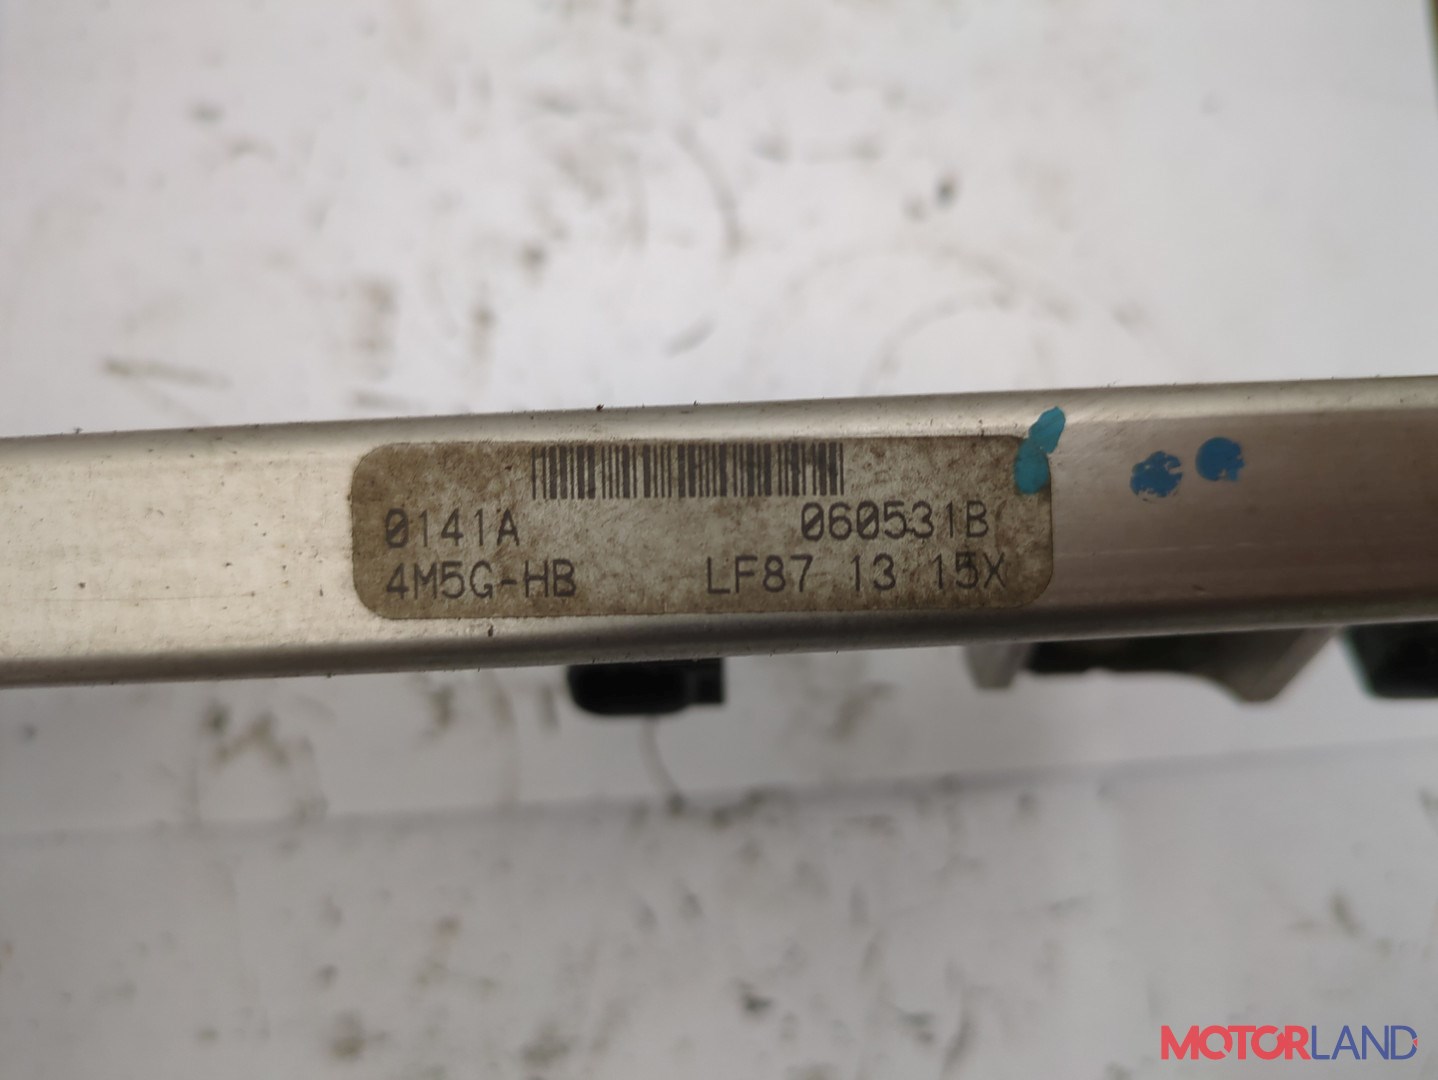 0141A 060531B
4M5G-HB LF87 13 15X
MOTORLAND